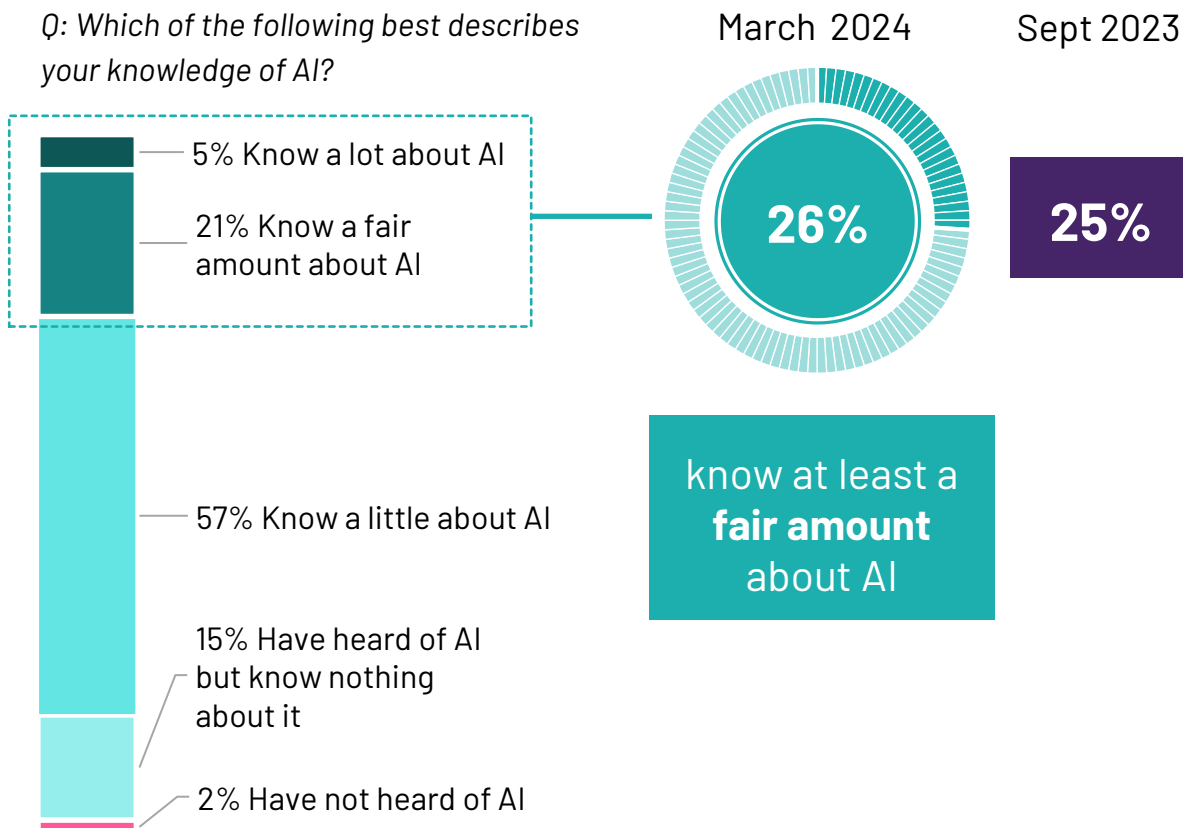 Q: Which of the following best describes
your knowledge of AI?
March 2024
Sept 2023
5% Know a lot about AI
21% Know a fair
amount about AI
26%
25%
know at least a
fair amount
about AI
57% Know a little about AI
15% Have heard of AI
but know nothing
about it
2% Have not heard of AI